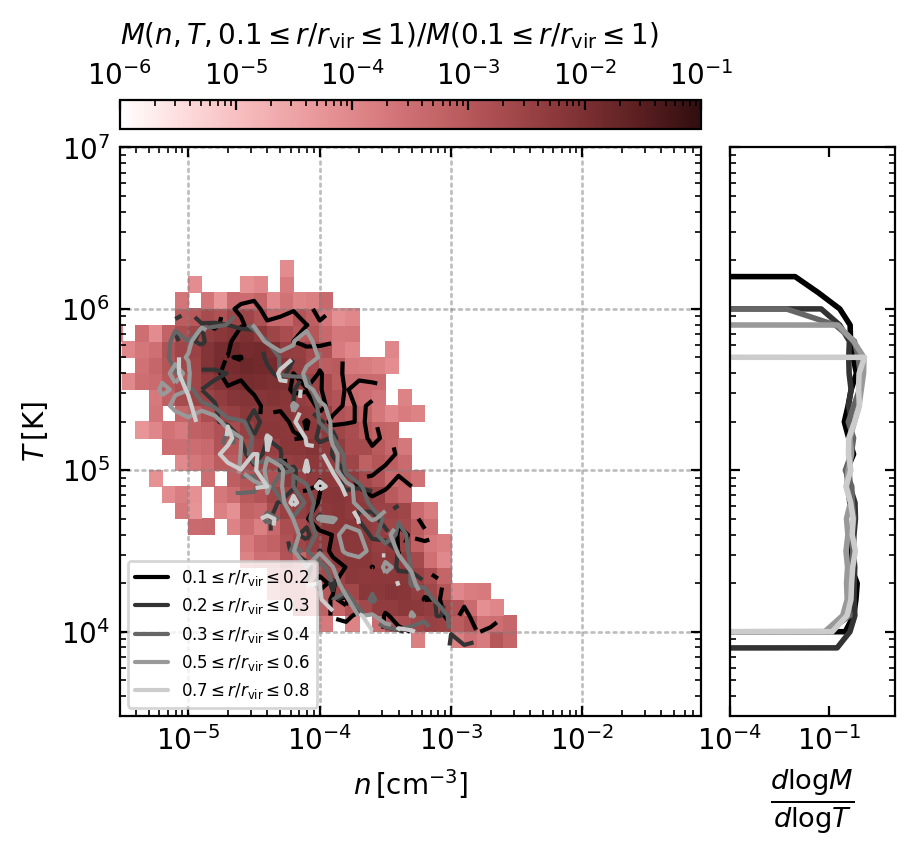 M(n, T, 0.1 ≤ r/r_vir ≤ 1)/M(0.1 ≤ r/r_vir ≤ 1)
10^−6 10^−5 10^−4 10^−3 10^−2 10^−1
10^7
10^6
10^5
10^4
T [K]
0.1 ≤ r/r_vir ≤ 0.2
0.2 ≤ r/r_vir ≤ 0.3
0.3 ≤ r/r_vir ≤ 0.4
0.5 ≤ r/r_vir ≤ 0.6
0.7 ≤ r/r_vir ≤ 0.8
10^−5 10^−4 10^−3 10^−2 10^−4 10^−1
n [cm^−3]
dlogM
dlogT